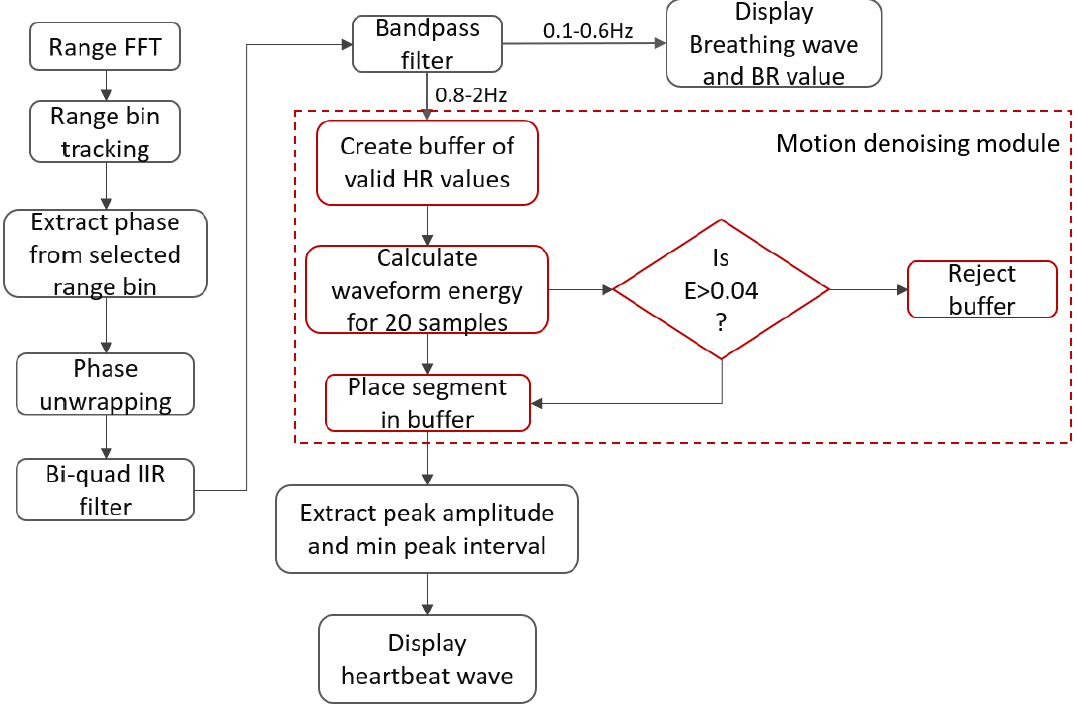 Range FFT
Range bin
tracking
Extract phase
from selected
range bin
Phase
unwrapping
Bi-quad IIR
filter
Bandpass
filter
0.1-0.6Hz
Display
Breathing wave
and BR value
0.8-2Hz
Motion denoising module
Create buffer of
valid HR values
Calculate
waveform energy
for 20 samples
Is
E>0.04
?
Reject
buffer
Place segment
in buffer
Extract peak amplitude
and min peak interval
Display
heartbeat wave